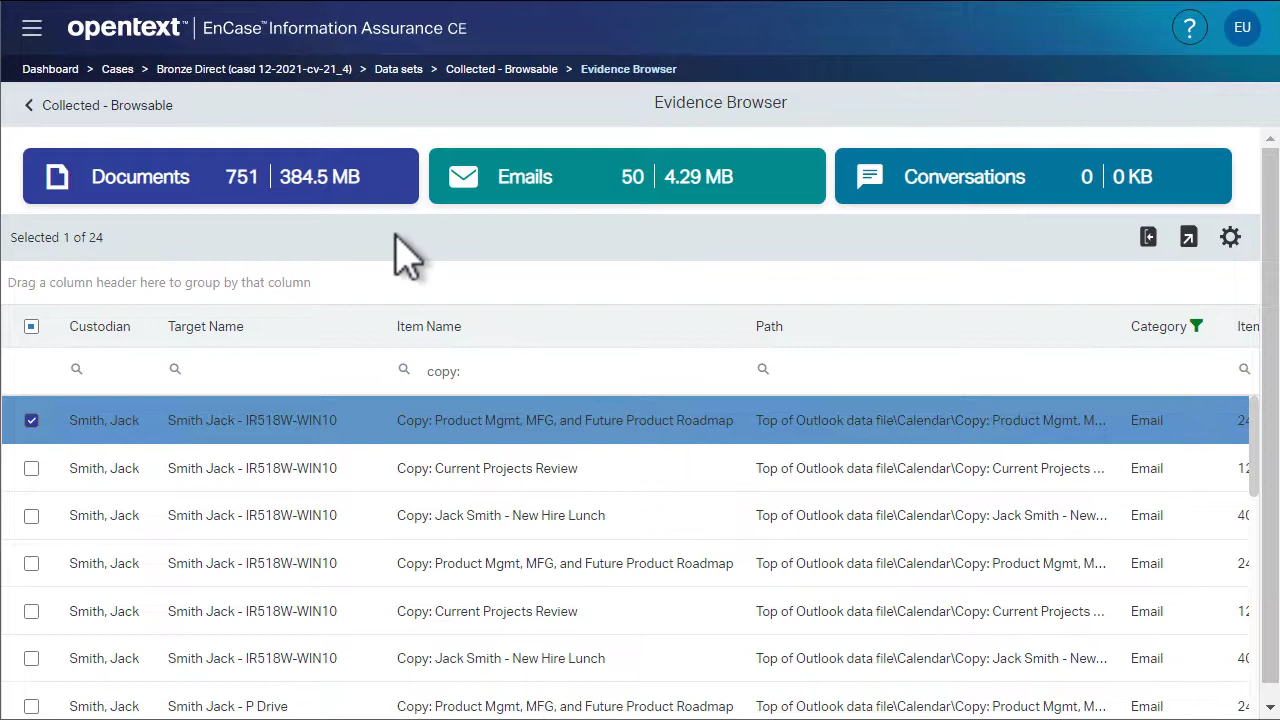 opentext™ | EnCase™ Information Assurance CE
? EU
Dashboard > Cases > Bronze Direct (casd 12-2021-cv-21_4) > Data sets > Collected - Browsable > Evidence Browser
Collected - Browsable
Evidence Browser
Documents 751 | 384.5 MB
Emails 50 | 4.29 MB
Conversations 0 | 0 KB
Selected 1 of 24
Drag a column header here to group by that column
Custodian Target Name Item Name Path Category Iten
copy:
Smith, Jack Smith Jack - IR518W-WIN10 Copy: Product Mgmt, MFG, and Future Product Roadmap Top of Outlook data file\Calendar\Copy: Product Mgmt, M... Email 24
Smith, Jack Smith Jack - IR518W-WIN10 Copy: Current Projects Review Top of Outlook data file\Calendar\Copy: Current Projects ... Email 12
Smith, Jack Smith Jack - IR518W-WIN10 Copy: Jack Smith - New Hire Lunch Top of Outlook data file\Calendar\Copy: Jack Smith - New... Email 40
Smith, Jack Smith Jack - IR518W-WIN10 Copy: Product Mgmt, MFG, and Future Product Roadmap Top of Outlook data file\Calendar\Copy: Product Mgmt, M... Email 24
Smith, Jack Smith Jack - IR518W-WIN10 Copy: Current Projects Review Top of Outlook data file\Calendar\Copy: Current Projects ... Email 12
Smith, Jack Smith Jack - IR518W-WIN10 Copy: Jack Smith - New Hire Lunch Top of Outlook data file\Calendar\Copy: Jack Smith - New... Email 40
Smith, Jack Smith Jack - P Drive Copy: Product Mgmt, MFG, and Future Product Roadmap Top of Outlook data file\Calendar\Copy: Product Mgmt, M... Email 24